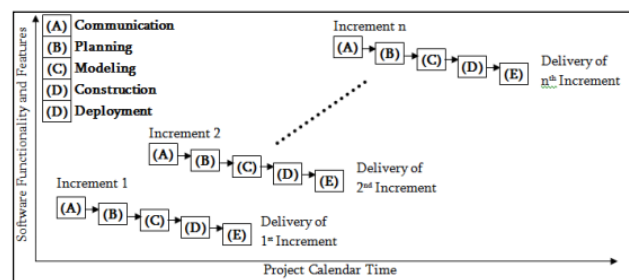 Software Functionality and Features
(A) Communication
(B) Planning
(C) Modeling
(D) Construction
(D) Deployment
Increment n
(A) (B) (C) (D) (E)
Delivery of
nth Increment
Increment 2
(A) (B) (C) (D) (E)
Delivery of
2nd Increment
Increment 1
(A) (B) (C) (D) (E)
Delivery of
1st Increment
Project Calendar Time